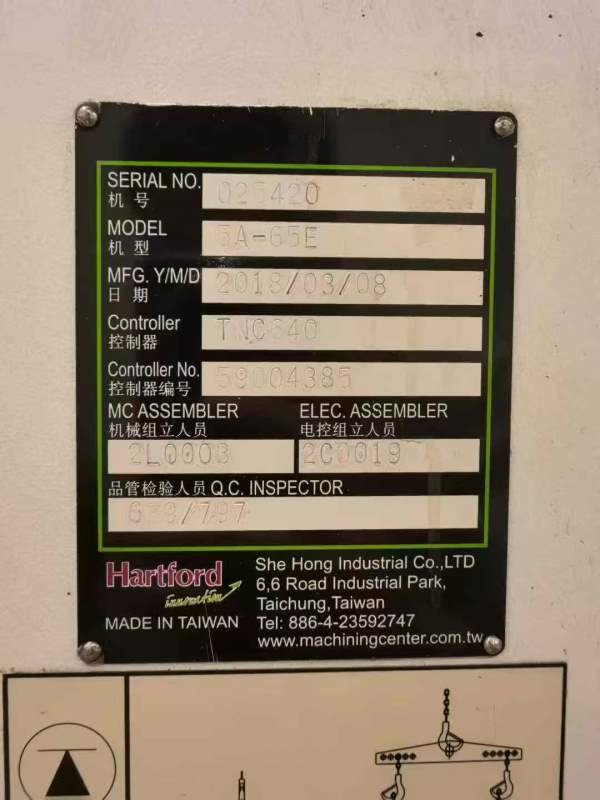 SERIAL NO.
机 号
MODEL 5A-65E
机 型
MFG. Y/M/D 2018/03/08
日 期
Controller TNC640
控制器
Controller No. 59004385
控制器编号
MC ASSEMBLER ELEC. ASSEMBLER
机械组立人员 电控组立人员
2L0003 2C0019
品管检验人员 Q.C. INSPECTOR
Hartford
innovation
MADE IN TAIWAN
She Hong Industrial Co.,LTD
6,6 Road Industrial Park,
Taichung,Taiwan
Tel: 886-4-23592747
www.machiningcenter.com.tw